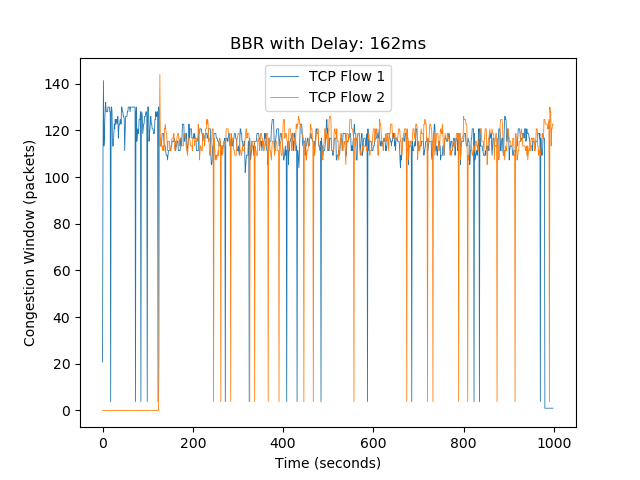 BBR with Delay: 162ms
TCP Flow 1
TCP Flow 2
Congestion Window (packets)
140
120
100
80
60
40
20
0
0 200 400 600 800 1000
Time (seconds)